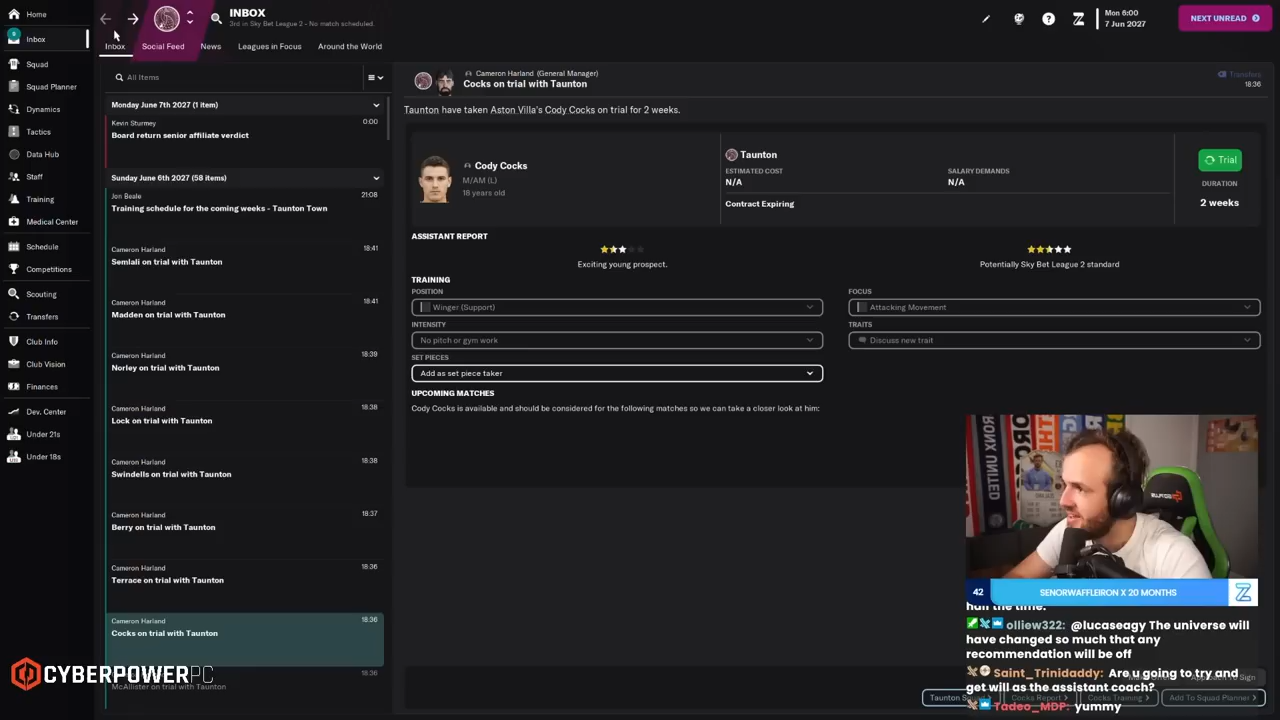 Home
Inbox
Squad
Squad Planner
Dynamics
Tactics
Data Hub
Staff
Training
Medical Center
Schedule
Competitions
Scouting
Transfers
Club Info
Club Vision
Finances
Dev. Center
Under 21s
Under 18s
INBOX
3rd in Sky Bet League 2 - No match scheduled.
Mon 6:00
7 Jun 2027
NEXT UNREAD
Inbox
Social Feed
News
Leagues in Focus
Around the World
All Items
Monday June 7th 2027 (1 item)
Kevin Sturmey
0:00
Board return senior affiliate verdict
Sunday June 6th 2027 (58 items)
Jon Beale
21:08
Training schedule for the coming weeks - Taunton Town
Cameron Harland
18:41
Semlali on trial with Taunton
Cameron Harland
18:41
Madden on trial with Taunton
Cameron Harland
18:39
Norley on trial with Taunton
Cameron Harland
18:38
Lock on trial with Taunton
Cameron Harland
18:38
Swindells on trial with Taunton
Cameron Harland
18:37
Berry on trial with Taunton
Cameron Harland
18:36
Terrace on trial with Taunton
Cameron Harland
18:36
Cocks on trial with Taunton
18:36
McAllister on trial with Taunton
CYBERPOWERPC
Cameron Harland (General Manager)
Cocks on trial with Taunton
Transfers
18:36
Taunton have taken Aston Villa's Cody Cocks on trial for 2 weeks.
Cody Cocks
M/AM (L)
18 years old
Taunton
ESTIMATED COST
N/A
SALARY DEMANDS
N/A
Contract Expiring
Trial
DURATION
2 weeks
ASSISTANT REPORT
Exciting young prospect.
Potentially Sky Bet League 2 standard
TRAINING
POSITION
Winger (Support)
FOCUS
Attacking Movement
INTENSITY
No pitch or gym work
TRAITS
Discuss new trait
SET PIECES
Add as set piece taker
UPCOMING MATCHES
Cody Cocks is available and should be considered for the following matches so we can take a closer look at him:
42
SENORWAFFLEIRON X 20 MONTHS
half the time.
olliew322: @lucaseagy The universe
will have changed so much that any
recommendation will be off
Saint_Trinidaddy: Are u going to try and
get will as the assistant coach?
Tadeo_MDP: yummy
Approach To Sign
Taunton
Cocks Report
Cocks Training
Add To Squad Planner